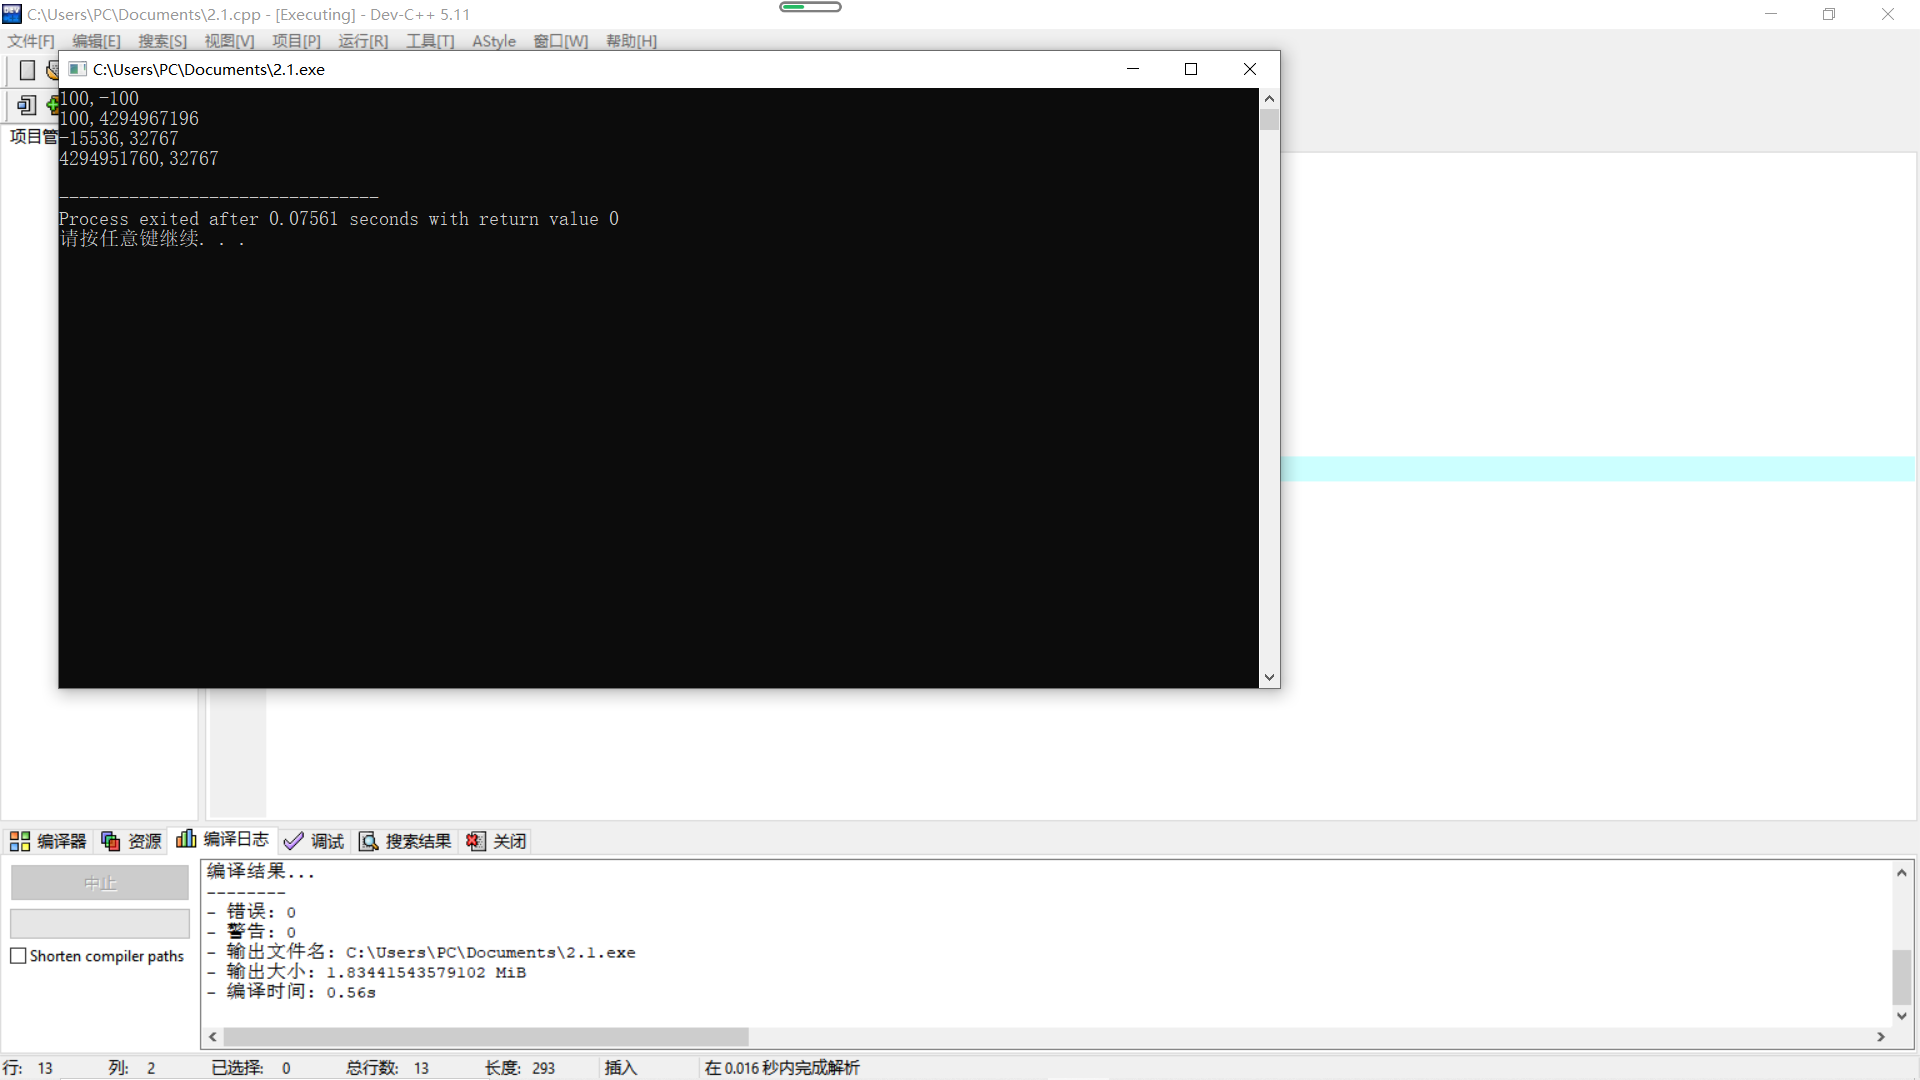 C:\Users\PC\Documents\2.1.cpp - [Executing] - Dev-C++ 5.11
文件[F] 编辑[E] 搜索[S] 视图[V] 项目[P] 运行[R] 工具[T] AStyle 窗口[W] 帮助[H]
C:\Users\PC\Documents\2.1.exe
项目管
100,-100
100,4294967196
-15536,32767
4294951760,32767
--------------------------------
Process exited after 0.07561 seconds with return value 0
请按任意键继续. . .
编译器 资源 编译日志 调试 搜索结果 关闭
中止
Shorten compiler paths
编译结果...
--------
- 错误: 0
- 警告: 0
- 输出文件名: C:\Users\PC\Documents\2.1.exe
- 输出大小: 1.83441543579102 MiB
- 编译时间: 0.56s
行: 13 列: 2 已选择: 0 总行数: 13 长度: 293 插入 在 0.016 秒内完成解析